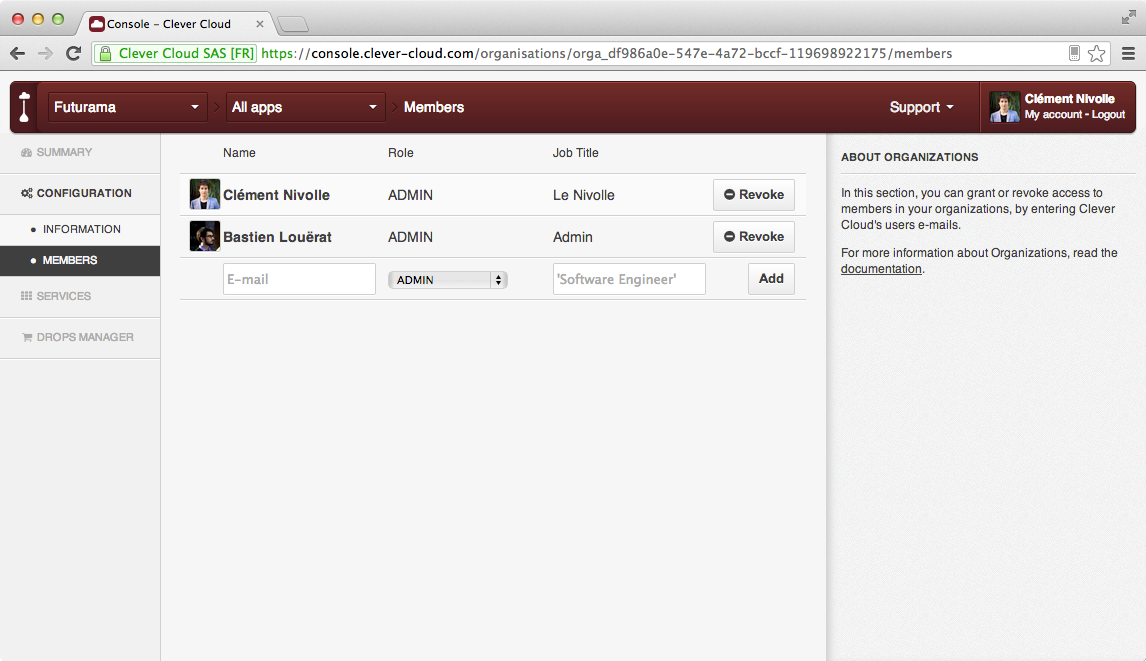 Console – Clever Cloud
Clever Cloud SAS [FR] https://console.clever-cloud.com/organisations/orga_df986a0e-547e-4a72-bccf-119698922175/members
Futurama All apps Members Support Clément Nivolle
My account - Logout
SUMMARY
CONFIGURATION
INFORMATION
MEMBERS
SERVICES
DROPS MANAGER
Name Role Job Title
Clément Nivolle ADMIN Le Nivolle Revoke
Bastien Louërat ADMIN Admin Revoke
E-mail ADMIN 'Software Engineer' Add
ABOUT ORGANIZATIONS
In this section, you can grant or revoke access to
members in your organizations, by entering Clever
Cloud's users e-mails.
For more information about Organizations, read the
documentation.